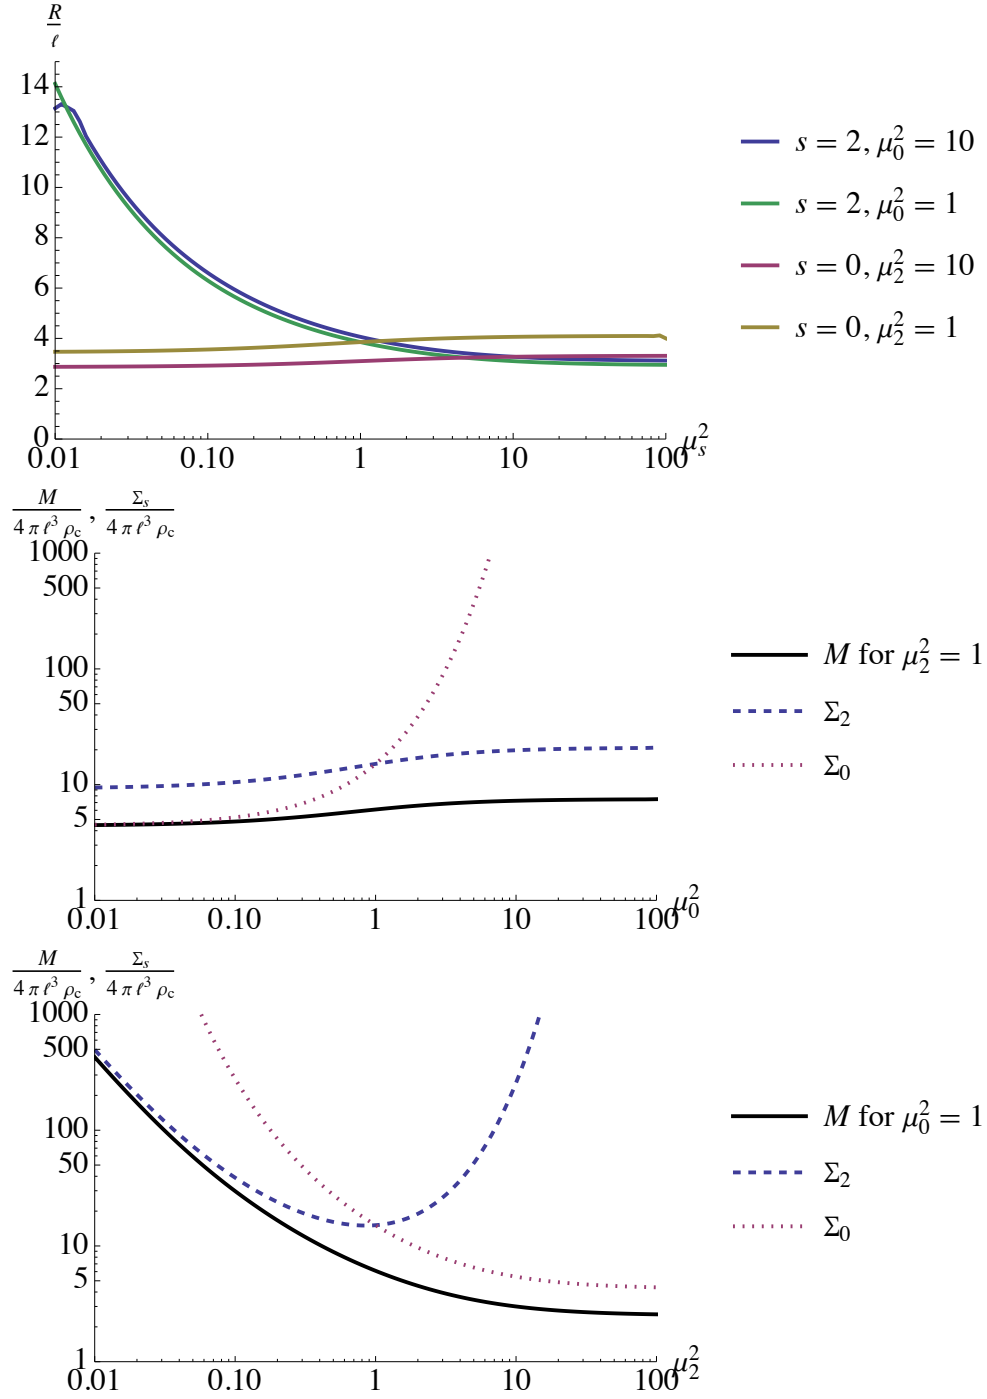 R/ℓ
14
12
10
8
6
4
2
0
0.01 0.10 1 10 100 μ_s^2
s = 2, μ_0^2 = 10
s = 2, μ_0^2 = 1
s = 0, μ_2^2 = 10
s = 0, μ_2^2 = 1
M/(4 π ℓ^3 ρ_c), Σ_s/(4 π ℓ^3 ρ_c)
1000
500
100
50
10
5
1
0.01 0.10 1 10 100 μ_0^2
M for μ_2^2 = 1
Σ_2
Σ_0
M/(4 π ℓ^3 ρ_c), Σ_s/(4 π ℓ^3 ρ_c)
1000
500
100
50
10
5
1
0.01 0.10 1 10 100 μ_2^2
M for μ_0^2 = 1
Σ_2
Σ_0